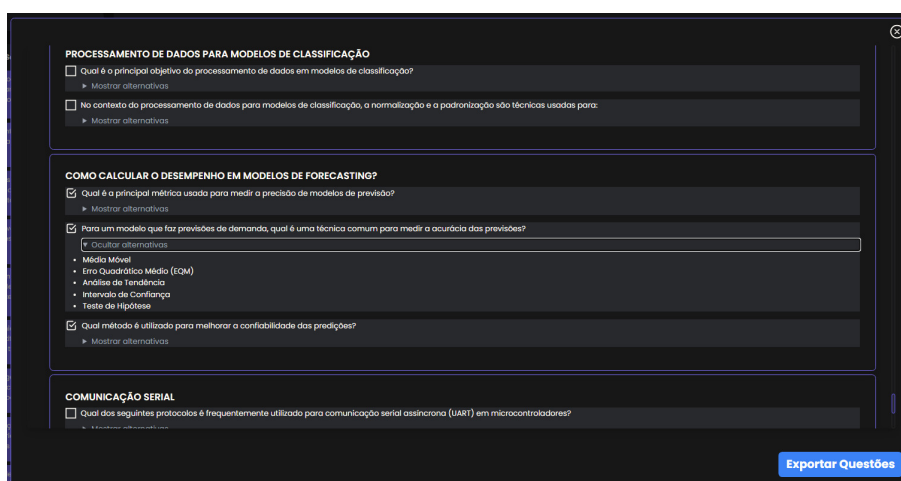 PROCESSAMENTO DE DADOS PARA MODELOS DE CLASSIFICAÇÃO
Qual é o principal objetivo do processamento de dados em modelos de classificação?
▶ Mostrar alternativas
No contexto do processamento de dados para modelos de classificação, a normalização e a padronização são técnicas usadas para:
▶ Mostrar alternativas
COMO CALCULAR O DESEMPENHO EM MODELOS DE FORECASTING?
Qual é a principal métrica usada para medir a precisão de modelos de previsão?
▶ Mostrar alternativas
Para um modelo que faz previsões de demanda, qual é uma técnica comum para medir a acurácia das previsões?
▼ Ocultar alternativas
• Média Móvel
• Erro Quadrático Médio (EQM)
• Análise de Tendência
• Intervalo de Confiança
• Teste de Hipótese
Qual método é utilizado para melhorar a confiabilidade das predições?
▶ Mostrar alternativas
COMUNICAÇÃO SERIAL
Qual dos seguintes protocolos é frequentemente utilizado para comunicação serial assíncrona (UART) em microcontroladores?
▶ Mostrar alternativas
Exportar Questões